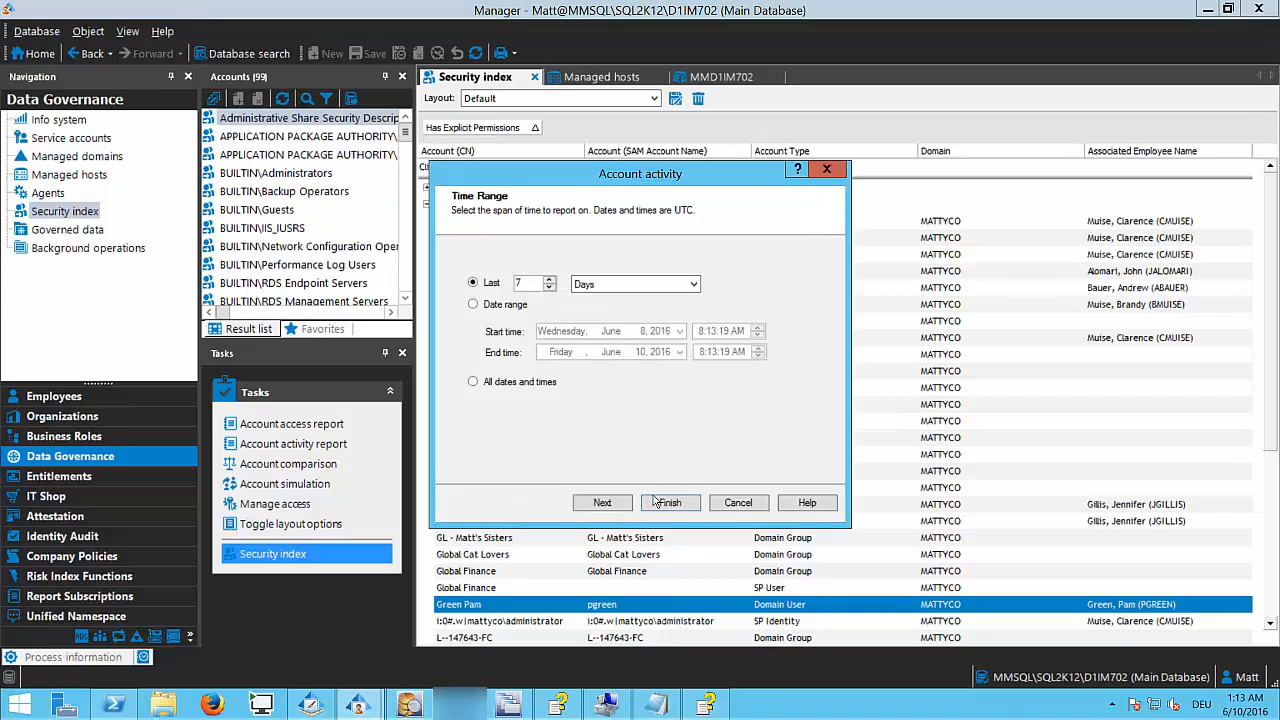 Manager - Matt@MMSQL\SQL2K12\D1IM702 (Main Database)
Database Object View Help
Home Back Forward Database search New Save
Navigation
Data Governance
Info system
Service accounts
Managed domains
Managed hosts
Agents
Security index
Governed data
Background operations
Employees
Organizations
Business Roles
Data Governance
Entitlements
IT Shop
Attestation
Identity Audit
Company Policies
Risk Index Functions
Report Subscriptions
Unified Namespace
Process information
Accounts (99)
Administrative Share Security Descrip
APPLICATION PACKAGE AUTHORITY\
APPLICATION PACKAGE AUTHORITY\
BUILTIN\Administrators
BUILTIN\Backup Operators
BUILTIN\Guests
BUILTIN\IIS_IUSRS
BUILTIN\Network Configuration Oper
BUILTIN\Performance Log Users
BUILTIN\RDS Endpoint Servers
BUILTIN\RDS Management Servers
Result list Favorites
Tasks
Tasks
Account access report
Account activity report
Account comparison
Account simulation
Manage access
Toggle layout options
Security index
Security index Managed hosts MMD1IM702
Layout: Default
Has Explicit Permissions
Account (CN) Account (SAM Account Name) Account Type Domain Associated Employee Name
MATTYCO Muise, Clarence (CMUISE)
MATTYCO Muise, Clarence (CMUISE)
MATTYCO Muise, Clarence (CMUISE)
MATTYCO Alomari, John (JALOMARI)
MATTYCO Bauer, Andrew (ABAUER)
MATTYCO Muise, Brandy (BMUISE)
MATTYCO
MATTYCO Muise, Clarence (CMUISE)
MATTYCO
MATTYCO
MATTYCO
MATTYCO
MATTYCO
MATTYCO
MATTYCO
MATTYCO
MATTYCO
MATTYCO Gillis, Jennifer (JGILLIS)
MATTYCO Gillis, Jennifer (JGILLIS)
GL - Matt's Sisters GL - Matt's Sisters Domain Group MATTYCO
Global Cat Lovers Global Cat Lovers Domain Group MATTYCO
Global Finance Global Finance Domain Group MATTYCO
Global Finance SP User MATTYCO
Green Pam pgreen Domain User MATTYCO Green, Pam (PGREEN)
i:0#.w|mattyco\administrator i:0#.w|mattyco\administrator SP Identity MATTYCO Muise, Clarence (CMUISE)
L--147643-FC L--147643-FC Domain Group MATTYCO
Account activity
?
Time Range
Select the span of time to report on. Dates and times are UTC.
Last 7 Days
Date range
Start time: Wednesday, June 8, 2016 8:13:19 AM
End time: Friday , June 10, 2016 8:13:19 AM
All dates and times
Next Finish Cancel Help
MMSQL\SQL2K12\D1IM702 (Main Database) Matt
DEU
1:13 AM
6/10/2016